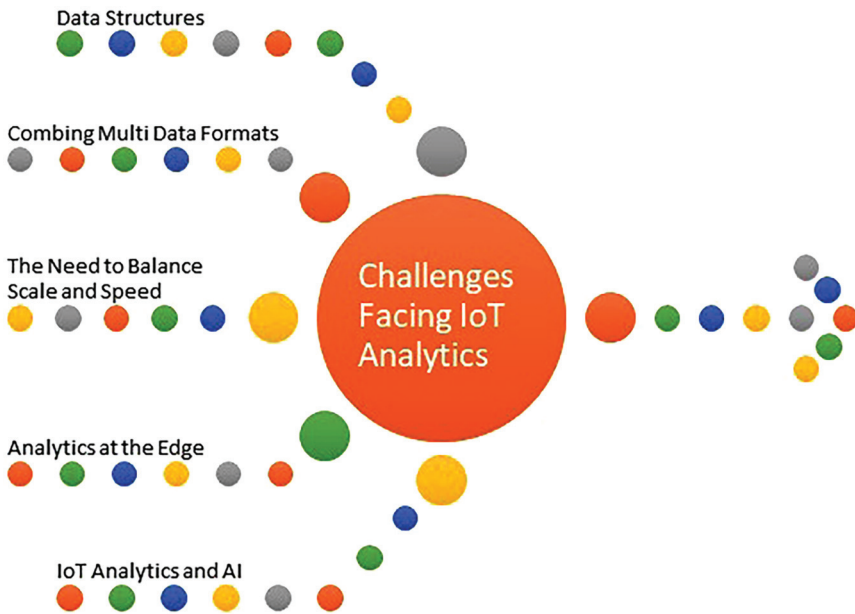 Data Structures
Combing Multi Data Formats
The Need to Balance
Scale and Speed
Challenges
Facing IoT
Analytics
Analytics at the Edge
IoT Analytics and AI